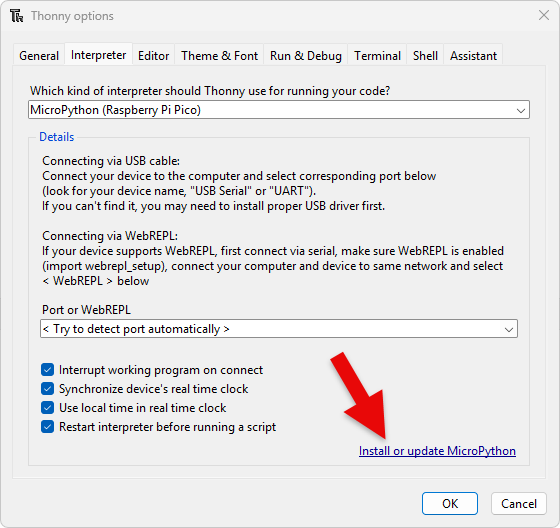 Thonny options
General Interpreter Editor Theme & Font Run & Debug Terminal Shell Assistant
Which kind of interpreter should Thonny use for running your code?
MicroPython (Raspberry Pi Pico)
Details
Connecting via USB cable:
Connect your device to the computer and select corresponding port below
(look for your device name, "USB Serial" or "UART").
If you can't find it, you may need to install proper USB driver first.
Connecting via WebREPL:
If your device supports WebREPL, first connect via serial, make sure WebREPL is enabled
(import webrepl_setup), connect your computer and device to same network and select
< WebREPL > below
Port or WebREPL
< Try to detect port automatically >
Interrupt working program on connect
Synchronize device's real time clock
Use local time in real time clock
Restart interpreter before running a script
Install or update MicroPython
OK Cancel